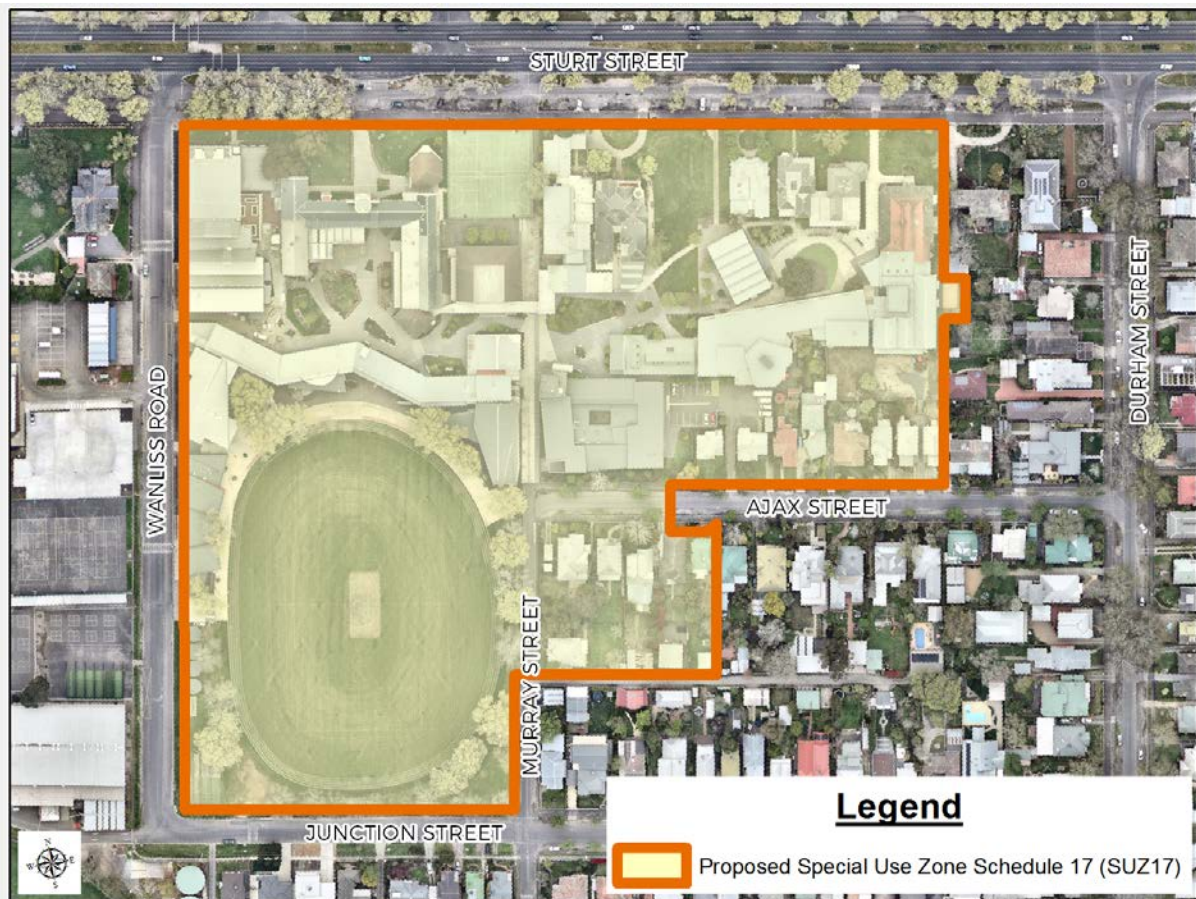 STURT STREET
WANLISS ROAD
DURHAM STREET
AJAX STREET
MURRAY STREET
JUNCTION STREET
N
W E
S
Legend
Proposed Special Use Zone Schedule 17 (SUZ17)